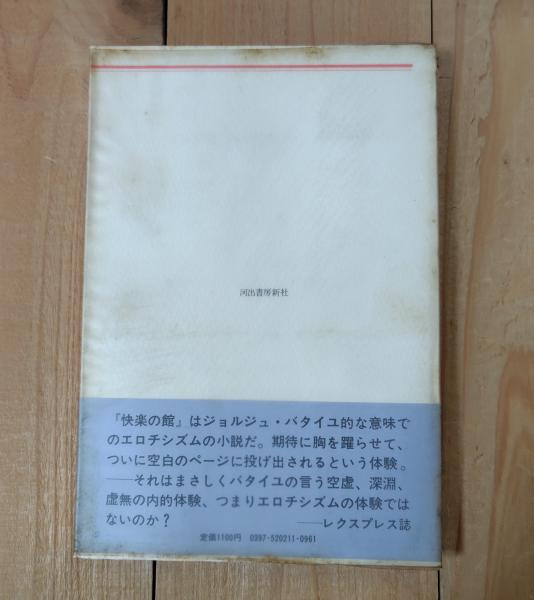 河出書房新社
『快楽の館』はジョルジュ・バタイユ的な意味で
のエロチシズムの小説だ。期待に胸を躍らせて、
ついに空白のページに投げ出されるという体験。
――それはまさしくバタイユの言う空虚、深淵、
虚無の内的体験、つまりエロチシズムの体験では
ないのか？ ――レクスプレス誌
定価1100円 0397-520211-0961